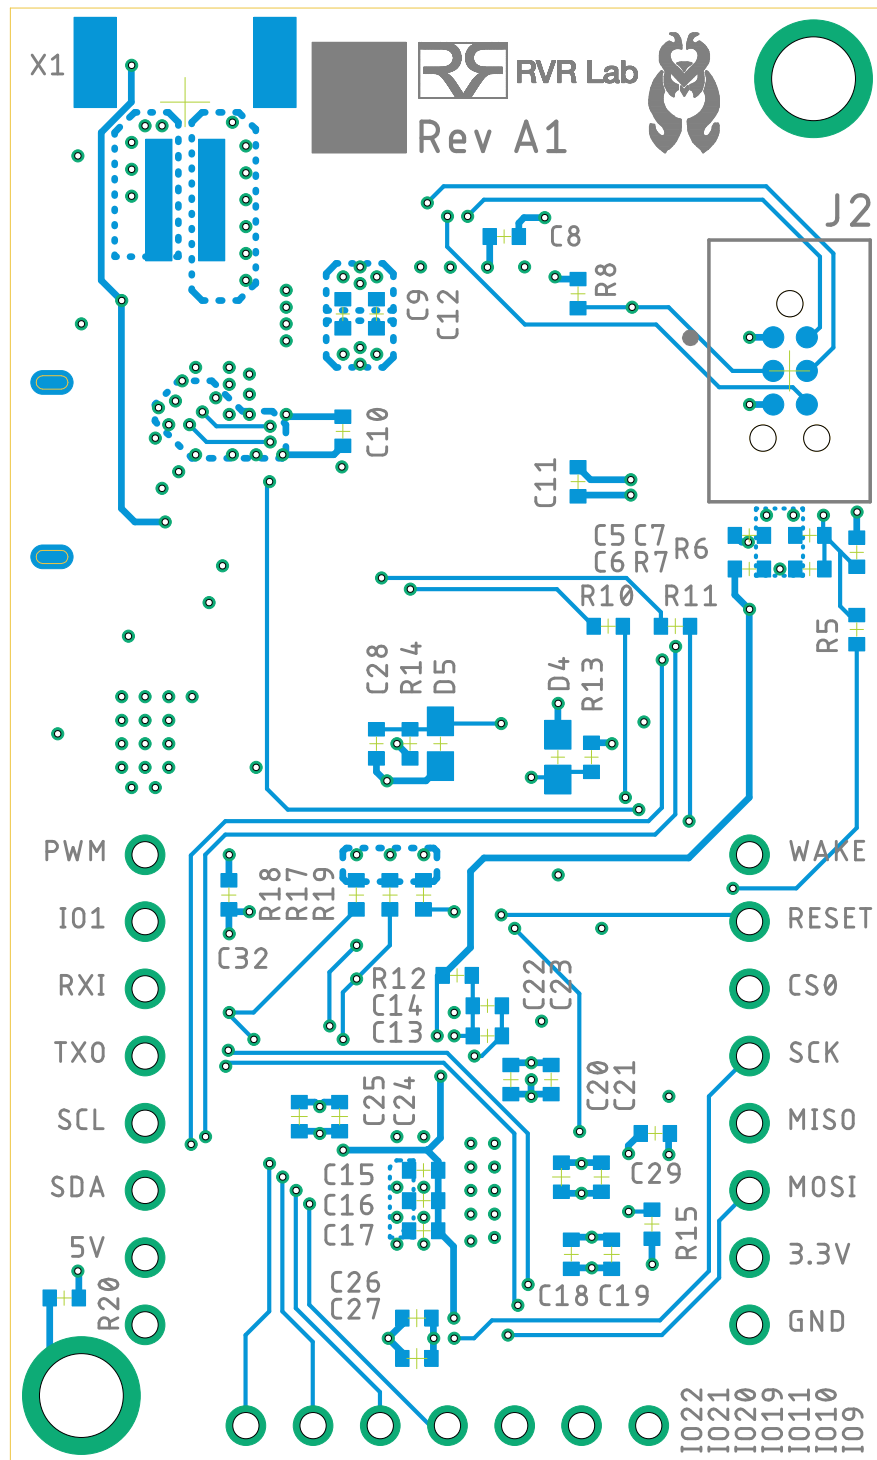 X1
RVR Lab
Rev A1
J2
C8
R8
C9
C12
C10
C11
C5 C7
R6
C6 R7
R10
R11
R5
C28
R14
D5
D4
R13
PWM
WAKE
R18
R17
R19
IO1
RESET
C32
R12
C22
C23
RXI
CS0
C14
C13
TXO
SCK
C25
C24
C20
C21
SCL
MISO
C15
C29
SDA
MOSI
C16
C17
R15
5V
3.3V
C26
C18 C19
R20
C27
GND
IO22
IO21
IO20
IO19
IO11
IO10
IO9